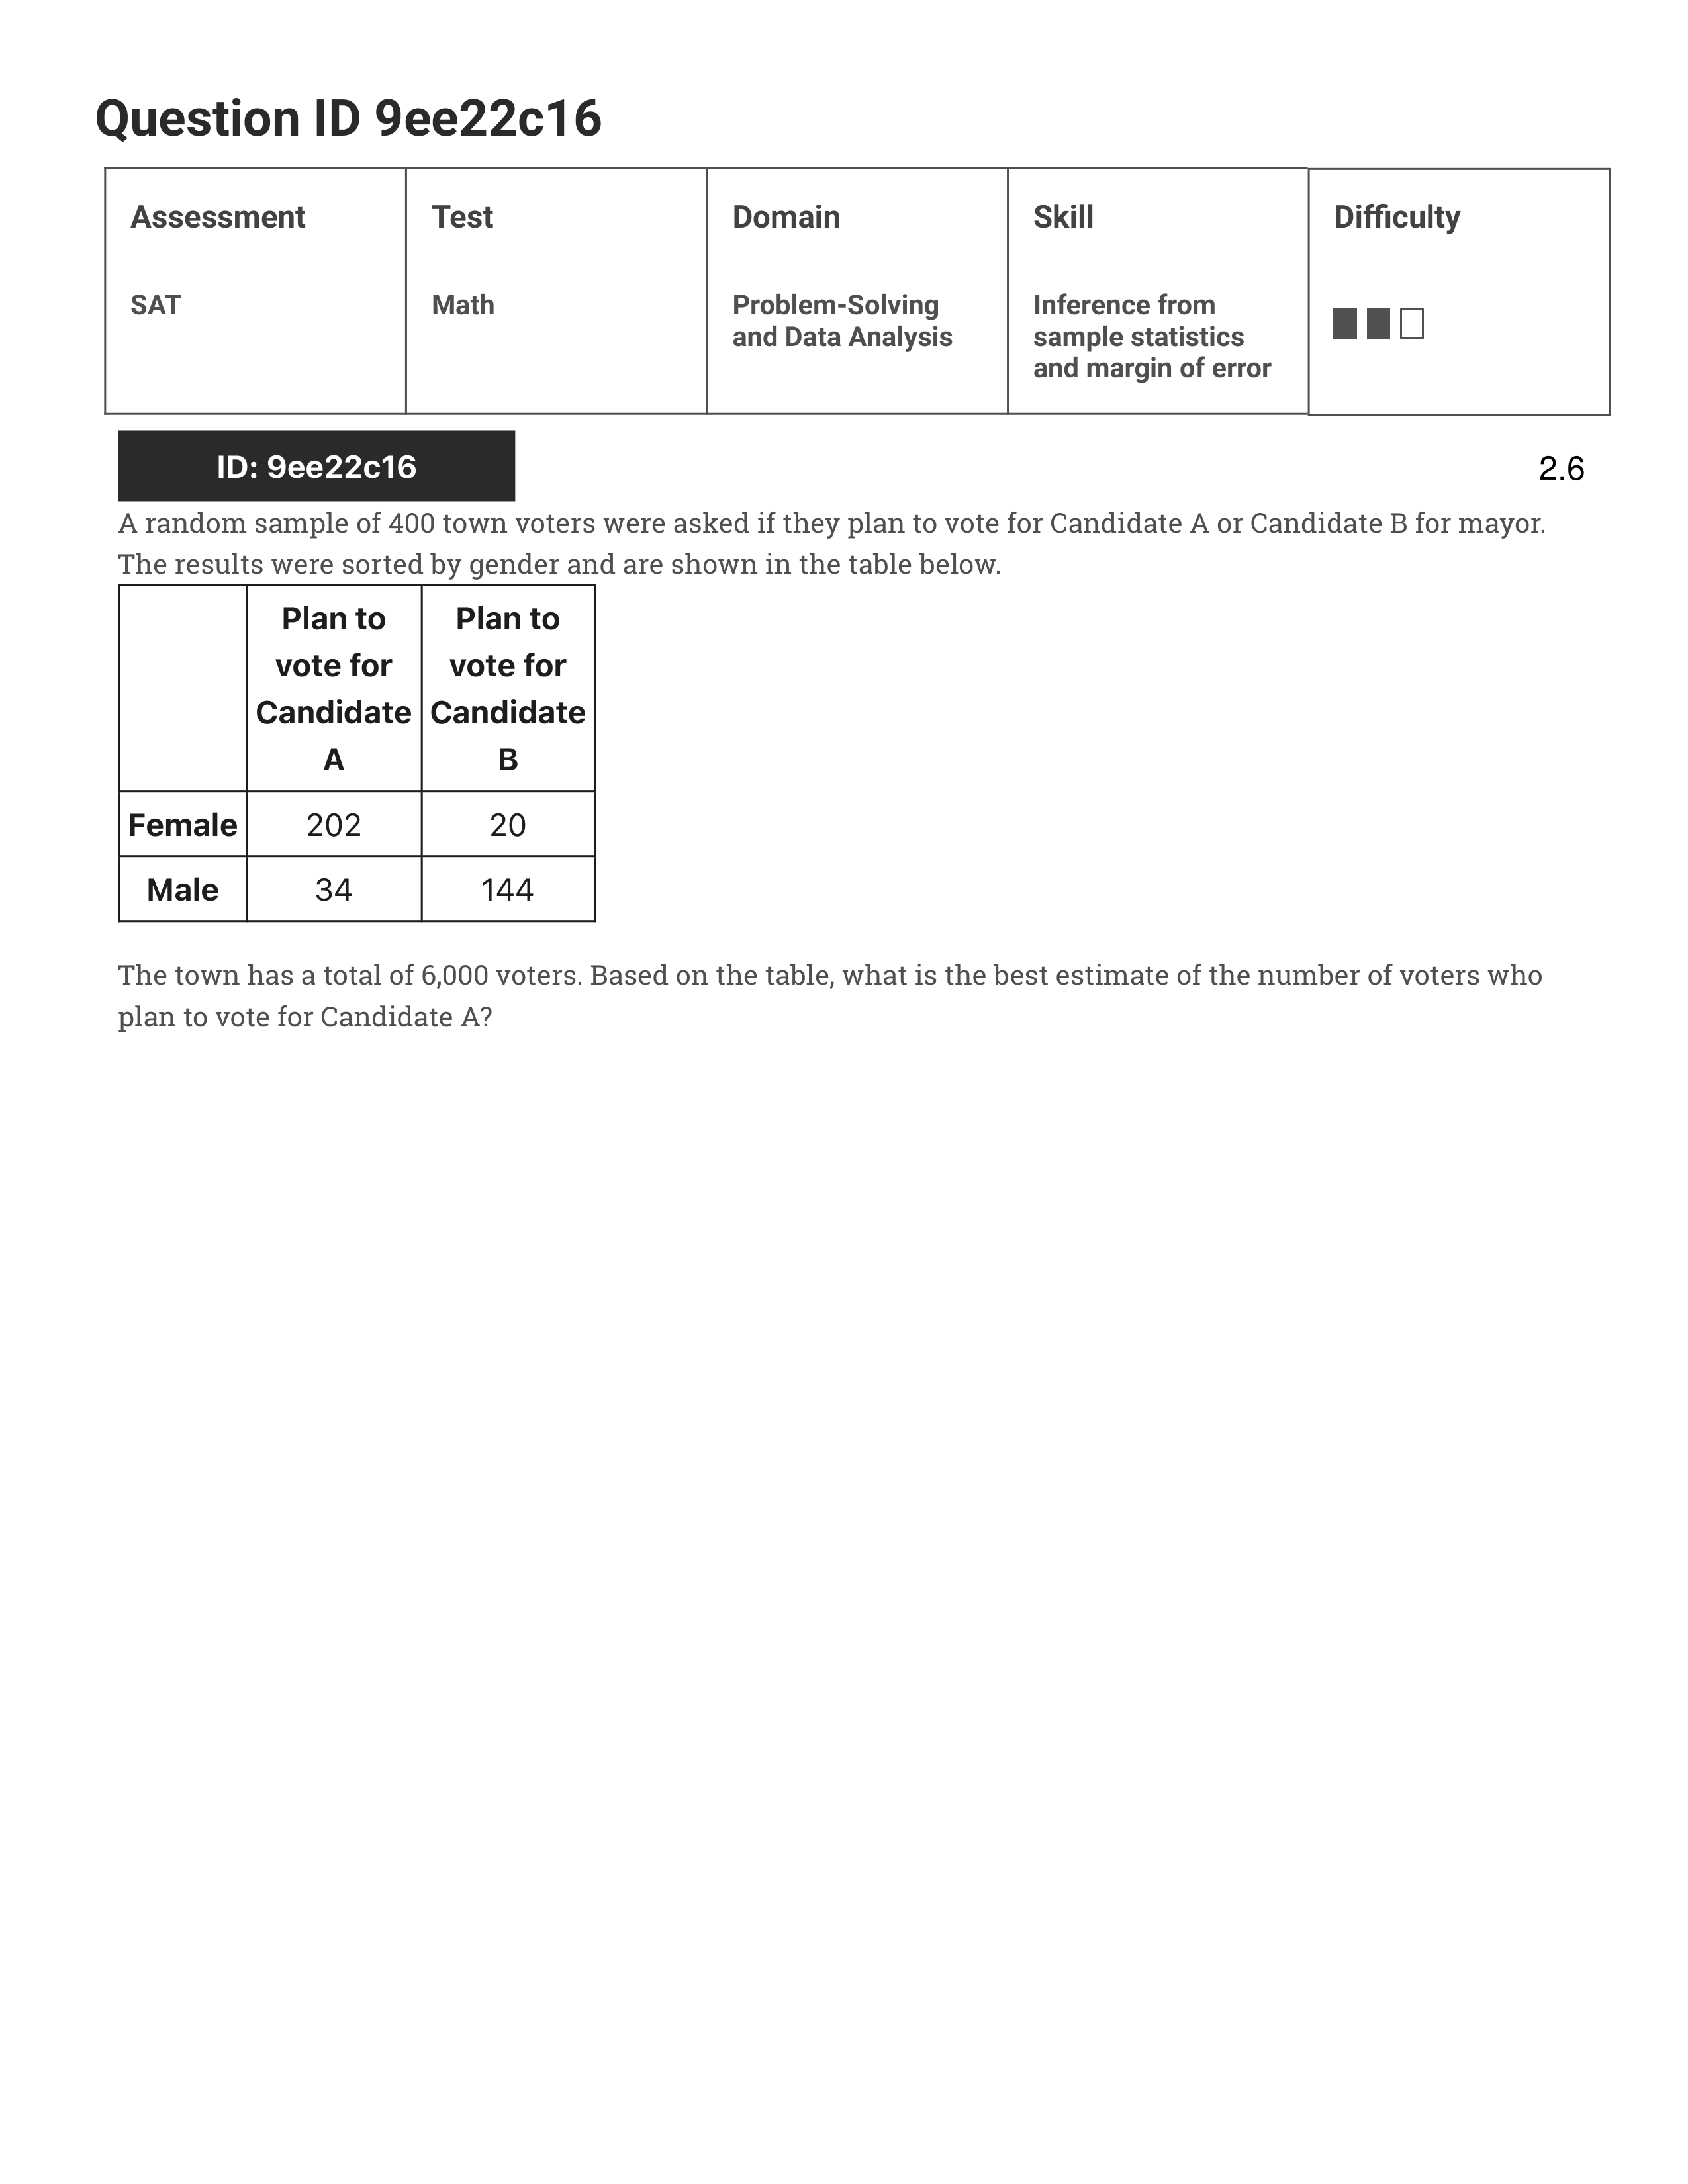 Question ID 9ee22c16
Assessment Test Domain Skill Difficulty
SAT Math Problem-Solving and Data Analysis Inference from sample statistics and margin of error
ID: 9ee22c16 2.6
A random sample of 400 town voters were asked if they plan to vote for Candidate A or Candidate B for mayor.
The results were sorted by gender and are shown in the table below.
Plan to vote for Candidate A Plan to vote for Candidate B
Female 202 20
Male 34 144
The town has a total of 6,000 voters. Based on the table, what is the best estimate of the number of voters who
plan to vote for Candidate A?